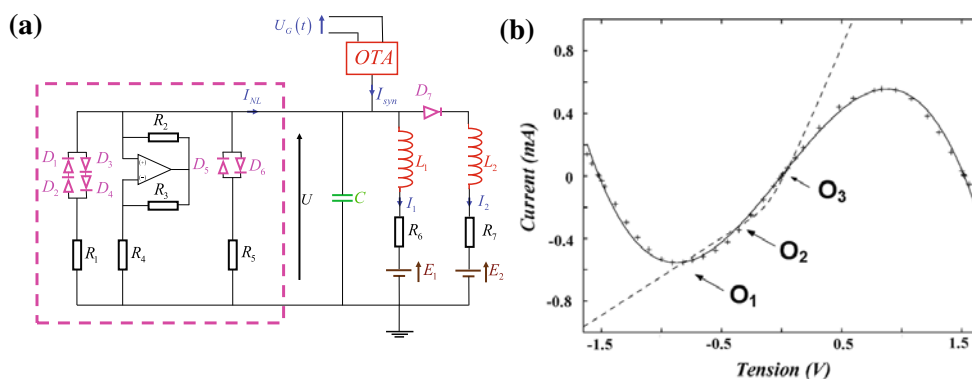 (a)
U_G(t)
OTA
I_NL
I_syn
D_7
R_2
D_1 D_3
D_2 D_4
D_5 D_6
R_3
U
C
L_1 L_2
I_1 I_2
R_1 R_4 R_5
R_6 R_7
E_1 E_2
(b)
Current (mA)
0.8
0.4
0
-0.4
-0.8
O_3
O_2
O_1
-1.5 -0.5 0.5 1.5
Tension (V)